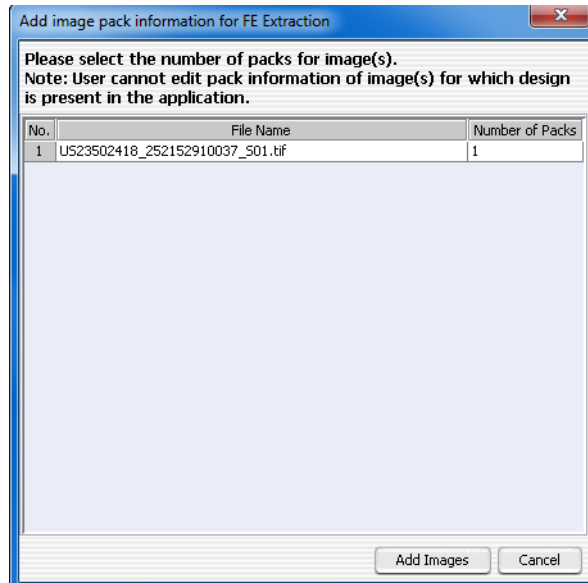 Add image pack information for FE Extraction
Please select the number of packs for image(s).
Note: User cannot edit pack information of image(s) for which design
is present in the application.
No. File Name Number of Packs
1 US23502418_252152910037_S01.tif 1
Add Images Cancel